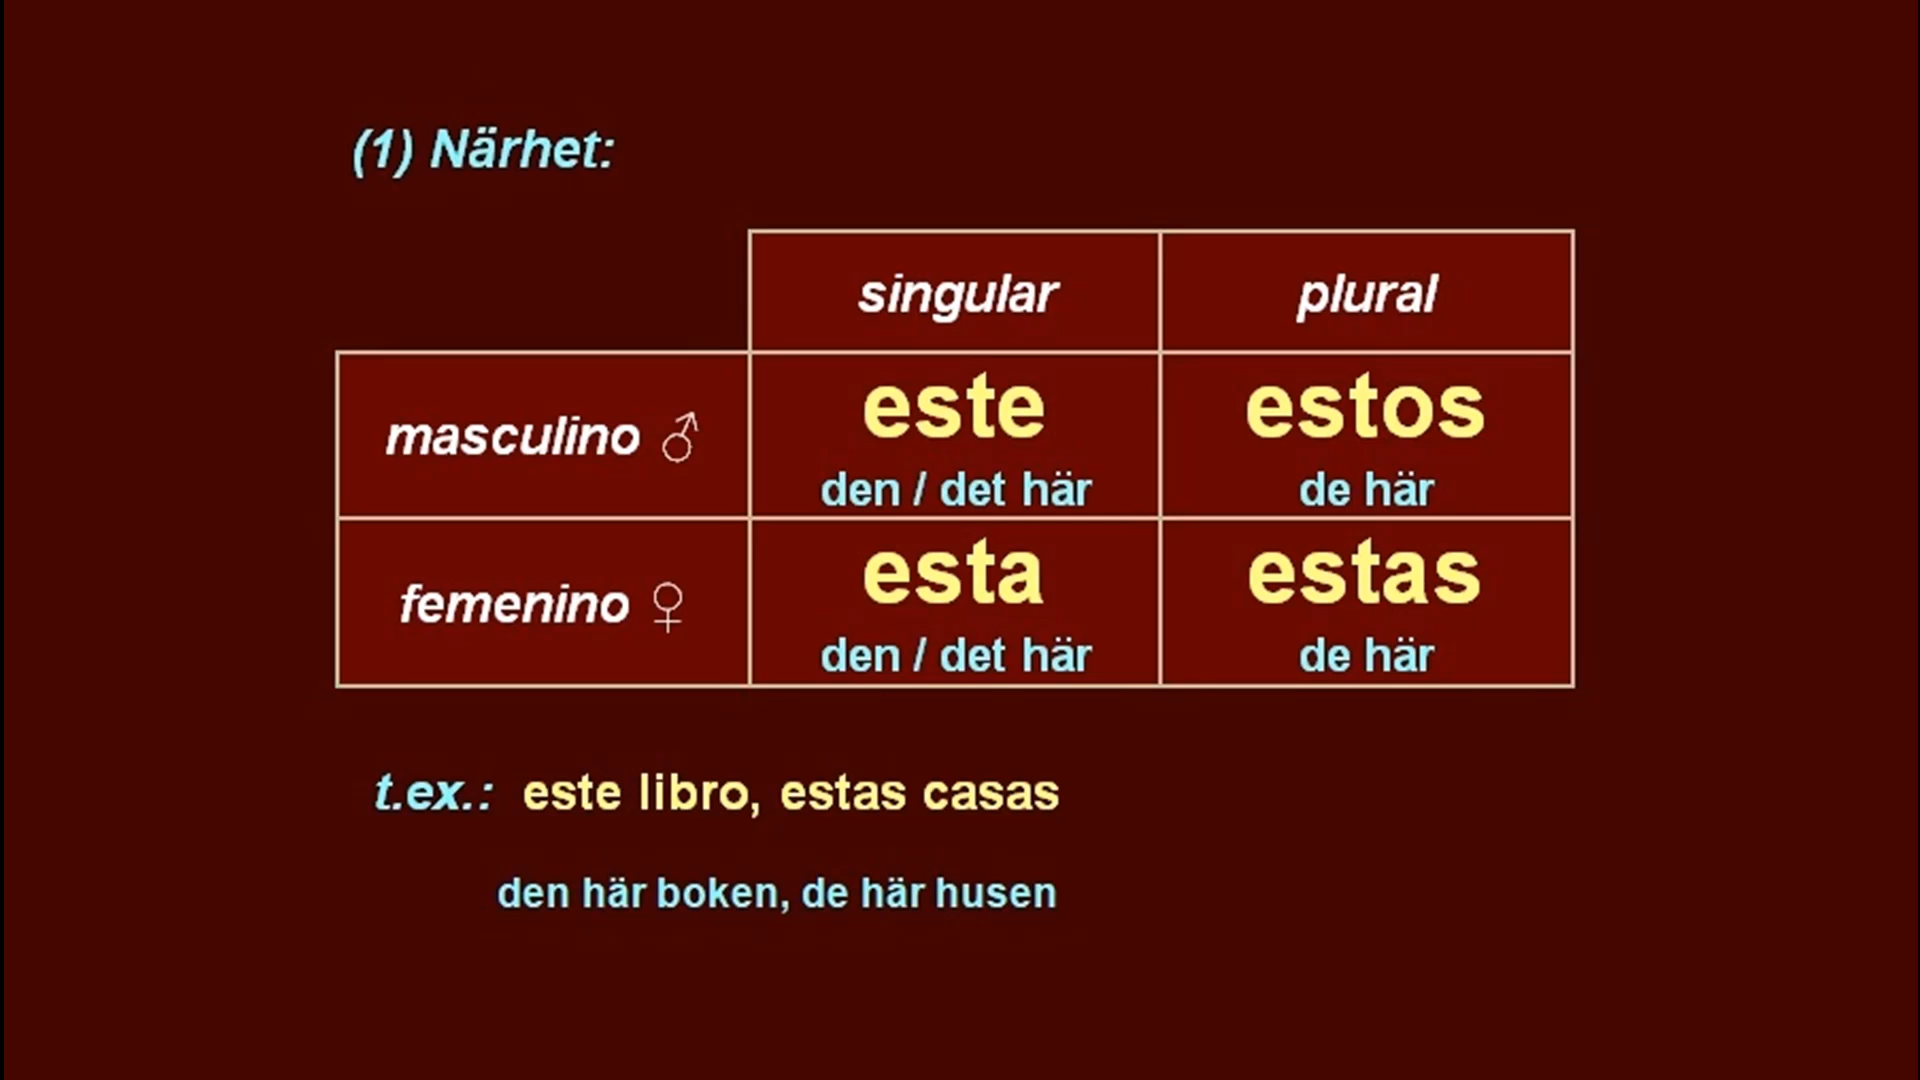 (1) Närhet:
singular plural
masculino ♂ este estos
den / det här de här
femenino ♀ esta estas
den / det här de här
t.ex.: este libro, estas casas
den här boken, de här husen